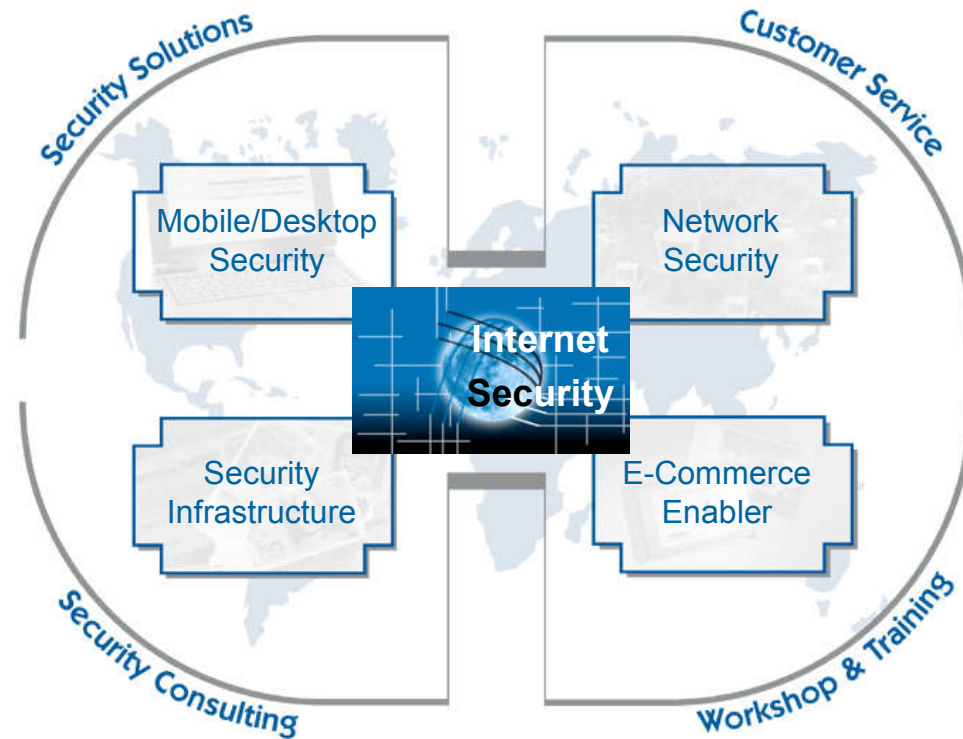 Security Solutions
Customer Service
Mobile/Desktop
Security
Network
Security
Internet
Security
Security
Infrastructure
E-Commerce
Enabler
Security Consulting
Workshop & Training